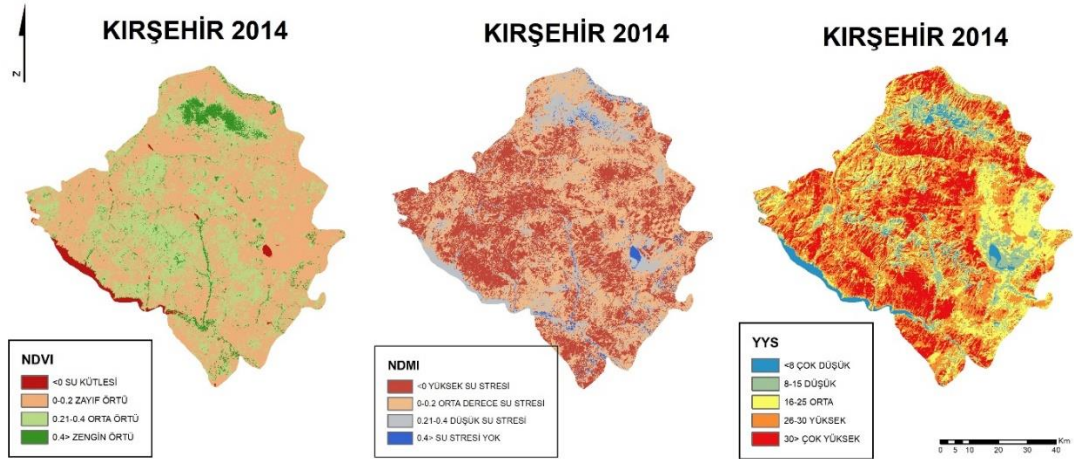 N
KIRŞEHİR 2014
NDVI
<0 SU KÜTLESİ
0-0.2 ZAYIF ÖRTÜ
0.21-0.4 ORTA ÖRTÜ
0.4> ZENGİN ÖRTÜ
KIRŞEHİR 2014
NDMI
<0 YÜKSEK SU STRESİ
0-0.2 ORTA DERECE SU STRESİ
0.21-0.4 DÜŞÜK SU STRESİ
0.4> SU STRESİ YOK
KIRŞEHİR 2014
YYS
<8 ÇOK DÜŞÜK
8-15 DÜŞÜK
16-25 ORTA
26-30 YÜKSEK
30> ÇOK YÜKSEK
Km
0 5 10 20 30 40